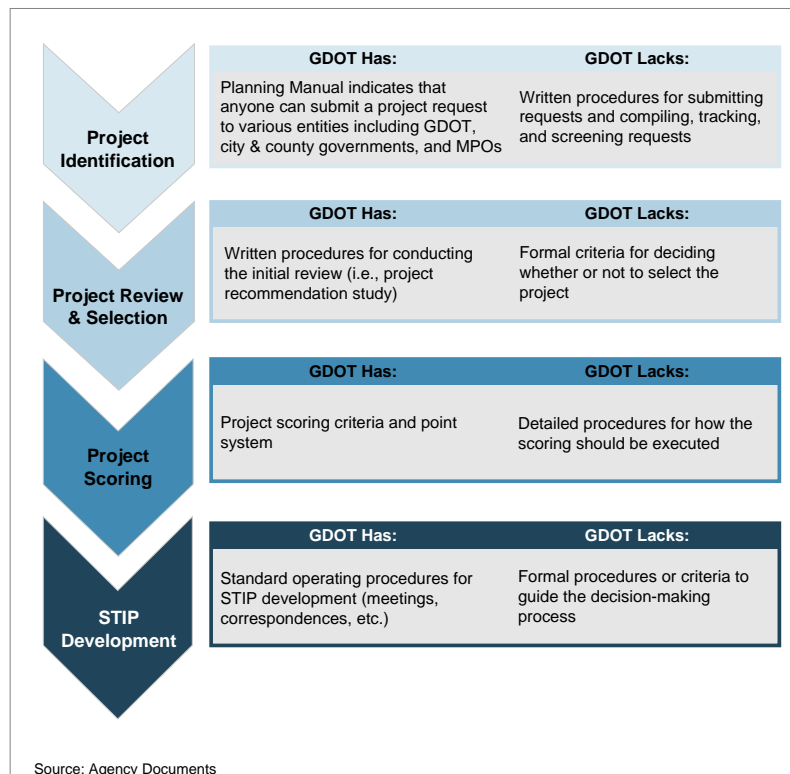 GDOT Has:
GDOT Lacks:
Project
Identification
Planning Manual indicates that
anyone can submit a project request
to various entities including GDOT,
city & county governments, and MPOs
Written procedures for submitting
requests and compiling, tracking,
and screening requests
GDOT Has:
GDOT Lacks:
Project Review
& Selection
Written procedures for conducting
the initial review (i.e., project
recommendation study)
Formal criteria for deciding
whether or not to select the
project
GDOT Has:
GDOT Lacks:
Project
Scoring
Project scoring criteria and point
system
Detailed procedures for how the
scoring should be executed
GDOT Has:
GDOT Lacks:
STIP
Development
Standard operating procedures for
STIP development (meetings,
correspondences, etc.)
Formal procedures or criteria to
guide the decision-making
process
Source: Agency Documents